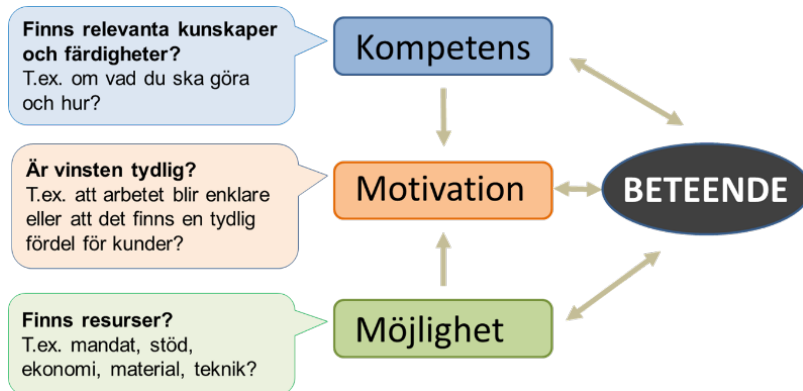 Finns relevanta kunskaper
och färdigheter?
T.ex. om vad du ska göra
och hur?
Kompetens
Är vinsten tydlig?
T.ex. att arbetet blir enklare
eller att det finns en tydlig
fördel för kunder?
Motivation
BETEENDE
Finns resurser?
T.ex. mandat, stöd,
ekonomi, material, teknik?
Möjlighet